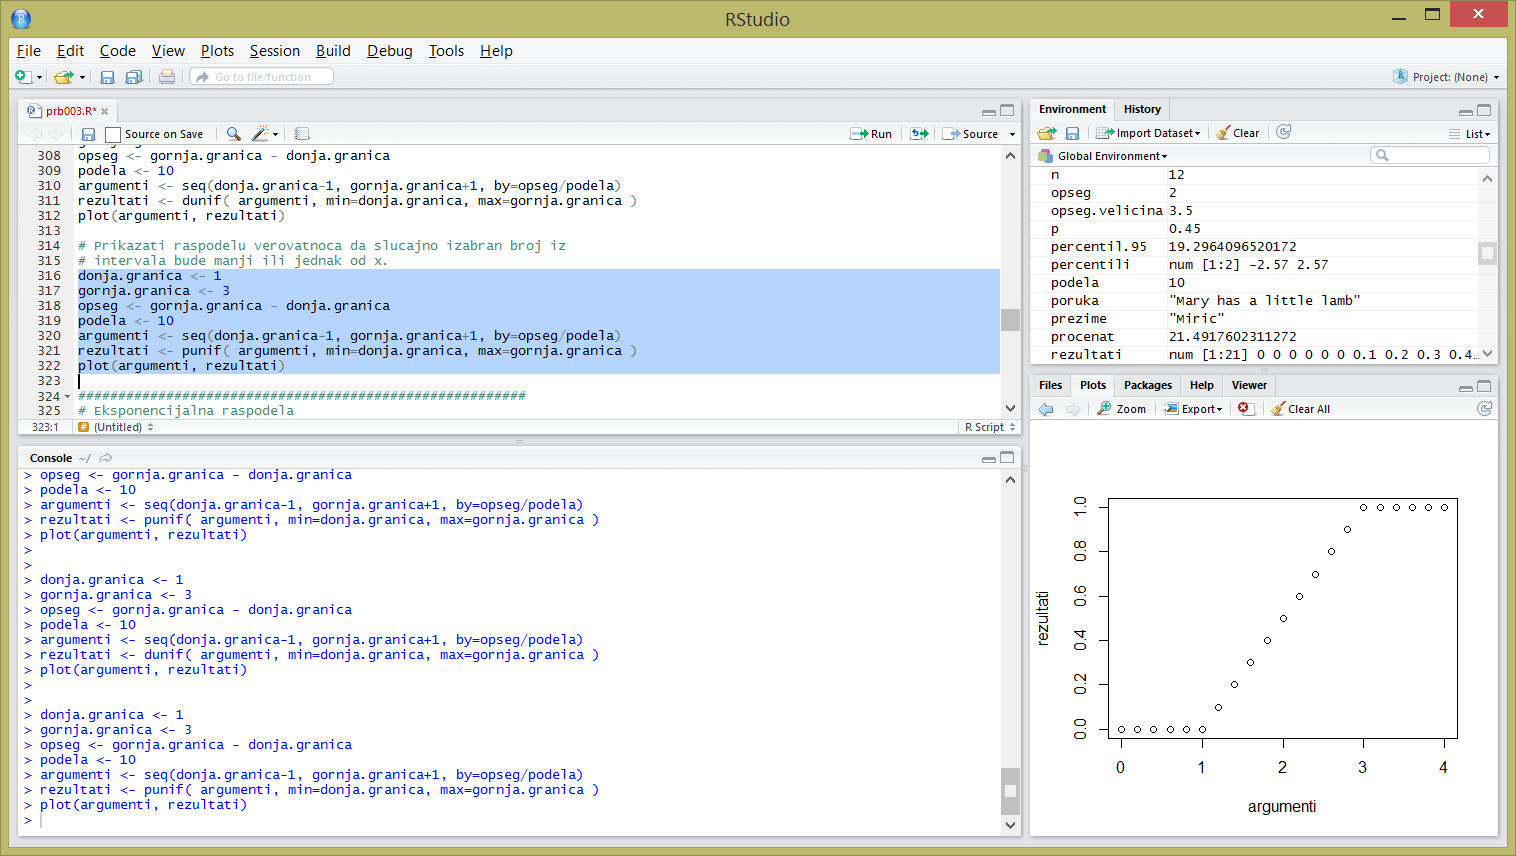 RStudio
File Edit Code View Plots Session Build Debug Tools Help
Go to file/function
Project: (None)
prb003.R*
Source on Save
Run
Source
308 opseg <- gornja.granica - donja.granica
309 podela <- 10
310 argumenti <- seq(donja.granica-1, gornja.granica+1, by=opseg/podela)
311 rezultati <- dunif( argumenti, min=donja.granica, max=gornja.granica )
312 plot(argumenti, rezultati)
313
314 # Prikazati raspodelu verovatnoca da slucajno izabran broj iz
315 # intervala bude manji ili jednak od x.
316 donja.granica <- 1
317 gornja.granica <- 3
318 opseg <- gornja.granica - donja.granica
319 podela <- 10
320 argumenti <- seq(donja.granica-1, gornja.granica+1, by=opseg/podela)
321 rezultati <- punif( argumenti, min=donja.granica, max=gornja.granica )
322 plot(argumenti, rezultati)
323
324 ########################################################
325 # Eksponencijalna raspodela
323:1 # (Untitled) R Script
Console ~/
> opseg <- gornja.granica - donja.granica
> podela <- 10
> argumenti <- seq(donja.granica-1, gornja.granica+1, by=opseg/podela)
> rezultati <- punif( argumenti, min=donja.granica, max=gornja.granica )
> plot(argumenti, rezultati)
>
>
> donja.granica <- 1
> gornja.granica <- 3
> opseg <- gornja.granica - donja.granica
> podela <- 10
> argumenti <- seq(donja.granica-1, gornja.granica+1, by=opseg/podela)
> rezultati <- dunif( argumenti, min=donja.granica, max=gornja.granica )
> plot(argumenti, rezultati)
>
>
> donja.granica <- 1
> gornja.granica <- 3
> opseg <- gornja.granica - donja.granica
> podela <- 10
> argumenti <- seq(donja.granica-1, gornja.granica+1, by=opseg/podela)
> rezultati <- punif( argumenti, min=donja.granica, max=gornja.granica )
> plot(argumenti, rezultati)
>
Environment History
Import Dataset Clear List
Global Environment
n 12
opseg 2
opseg.velicina 3.5
p 0.45
percentil.95 19.2964096520172
percentili num [1:2] -2.57 2.57
podela 10
poruka "Mary has a little lamb"
prezime "Miric"
procenat 21.4917602311272
rezultati num [1:21] 0 0 0 0 0 0 0.1 0.2 0.3 0.4...
Files Plots Packages Help Viewer
Zoom Export Clear All
rezultati
1.0
0.8
0.6
0.4
0.2
0.0
0 1 2 3 4
argumenti